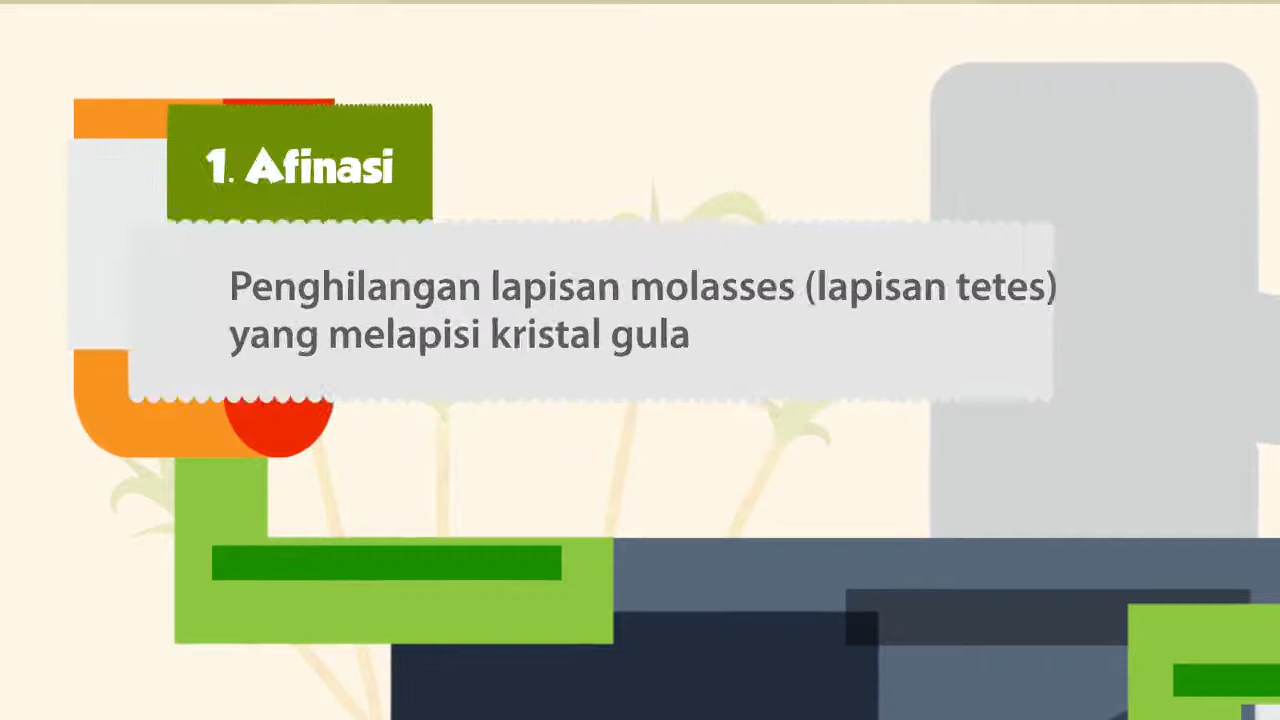 1. Afinasi
Penghilangan lapisan molasses (lapisan tetes)
yang melapisi kristal gula